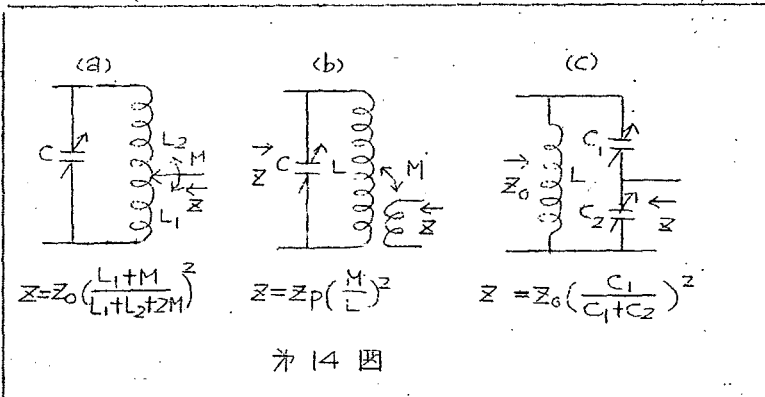 (a) (b) (c)
C L₂ M Z L₁
Z C L M Z
Z₀ L C₁ C₂ Z
Z=Z₀(L₁+M/L₁+L₂+2M)²
Z=Zp(M/L)²
Z=Z₀(C₁/C₁+C₂)²
第14図